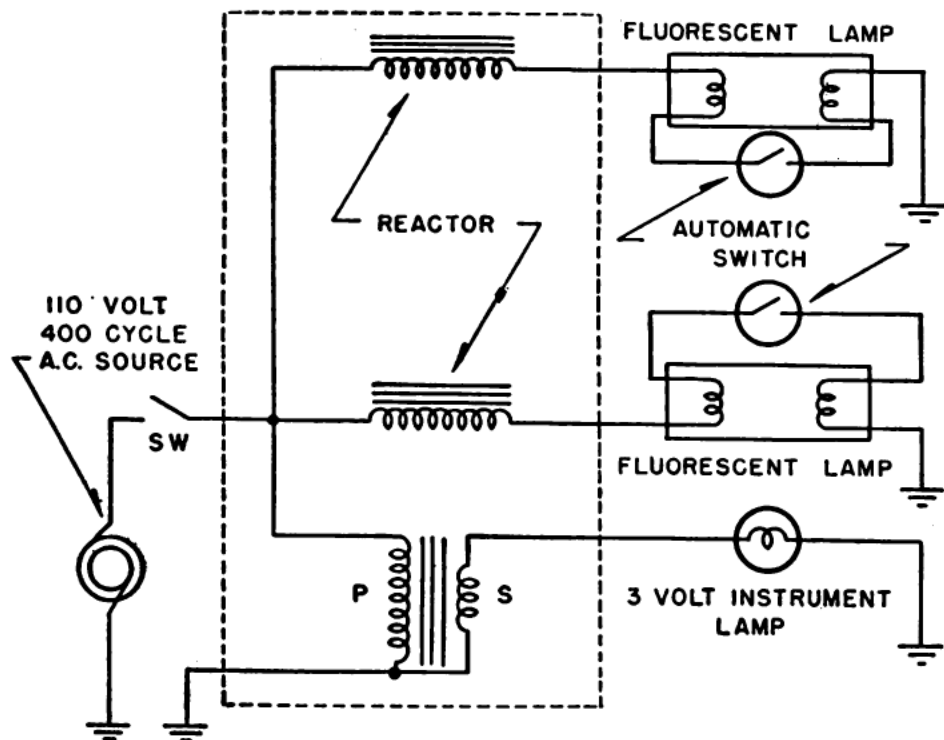 FLUORESCENT LAMP
REACTOR
AUTOMATIC
SWITCH
110 VOLT
400 CYCLE
A.C. SOURCE
SW
FLUORESCENT LAMP
P
S
3 VOLT INSTRUMENT
LAMP